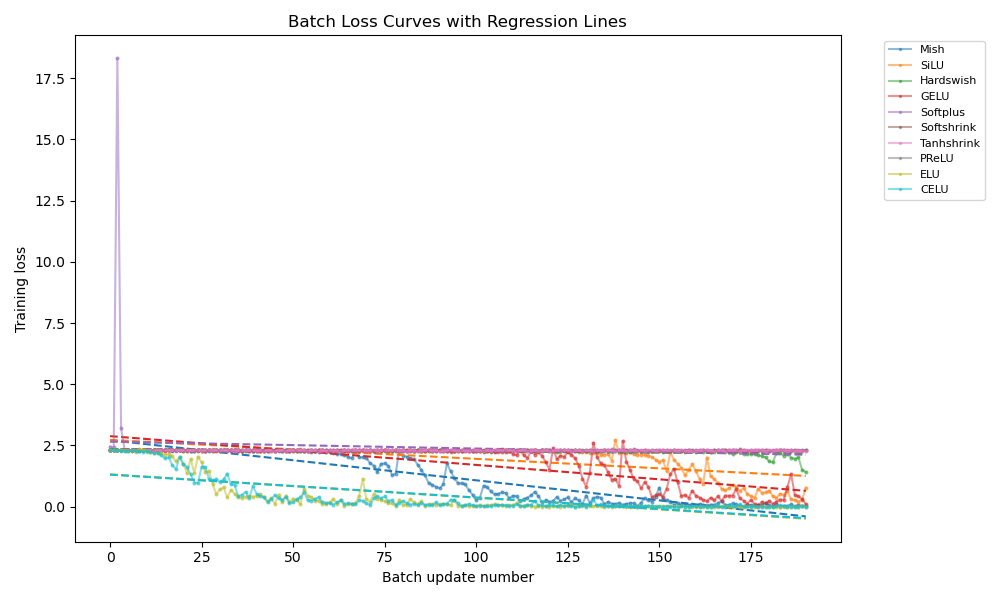 Batch Loss Curves with Regression Lines
Training loss
17.5
15.0
12.5
10.0
7.5
5.0
2.5
0.0
0 25 50 75 100 125 150 175
Batch update number
Mish
SiLU
Hardswish
GELU
Softplus
Softshrink
Tanhshrink
PReLU
ELU
CELU